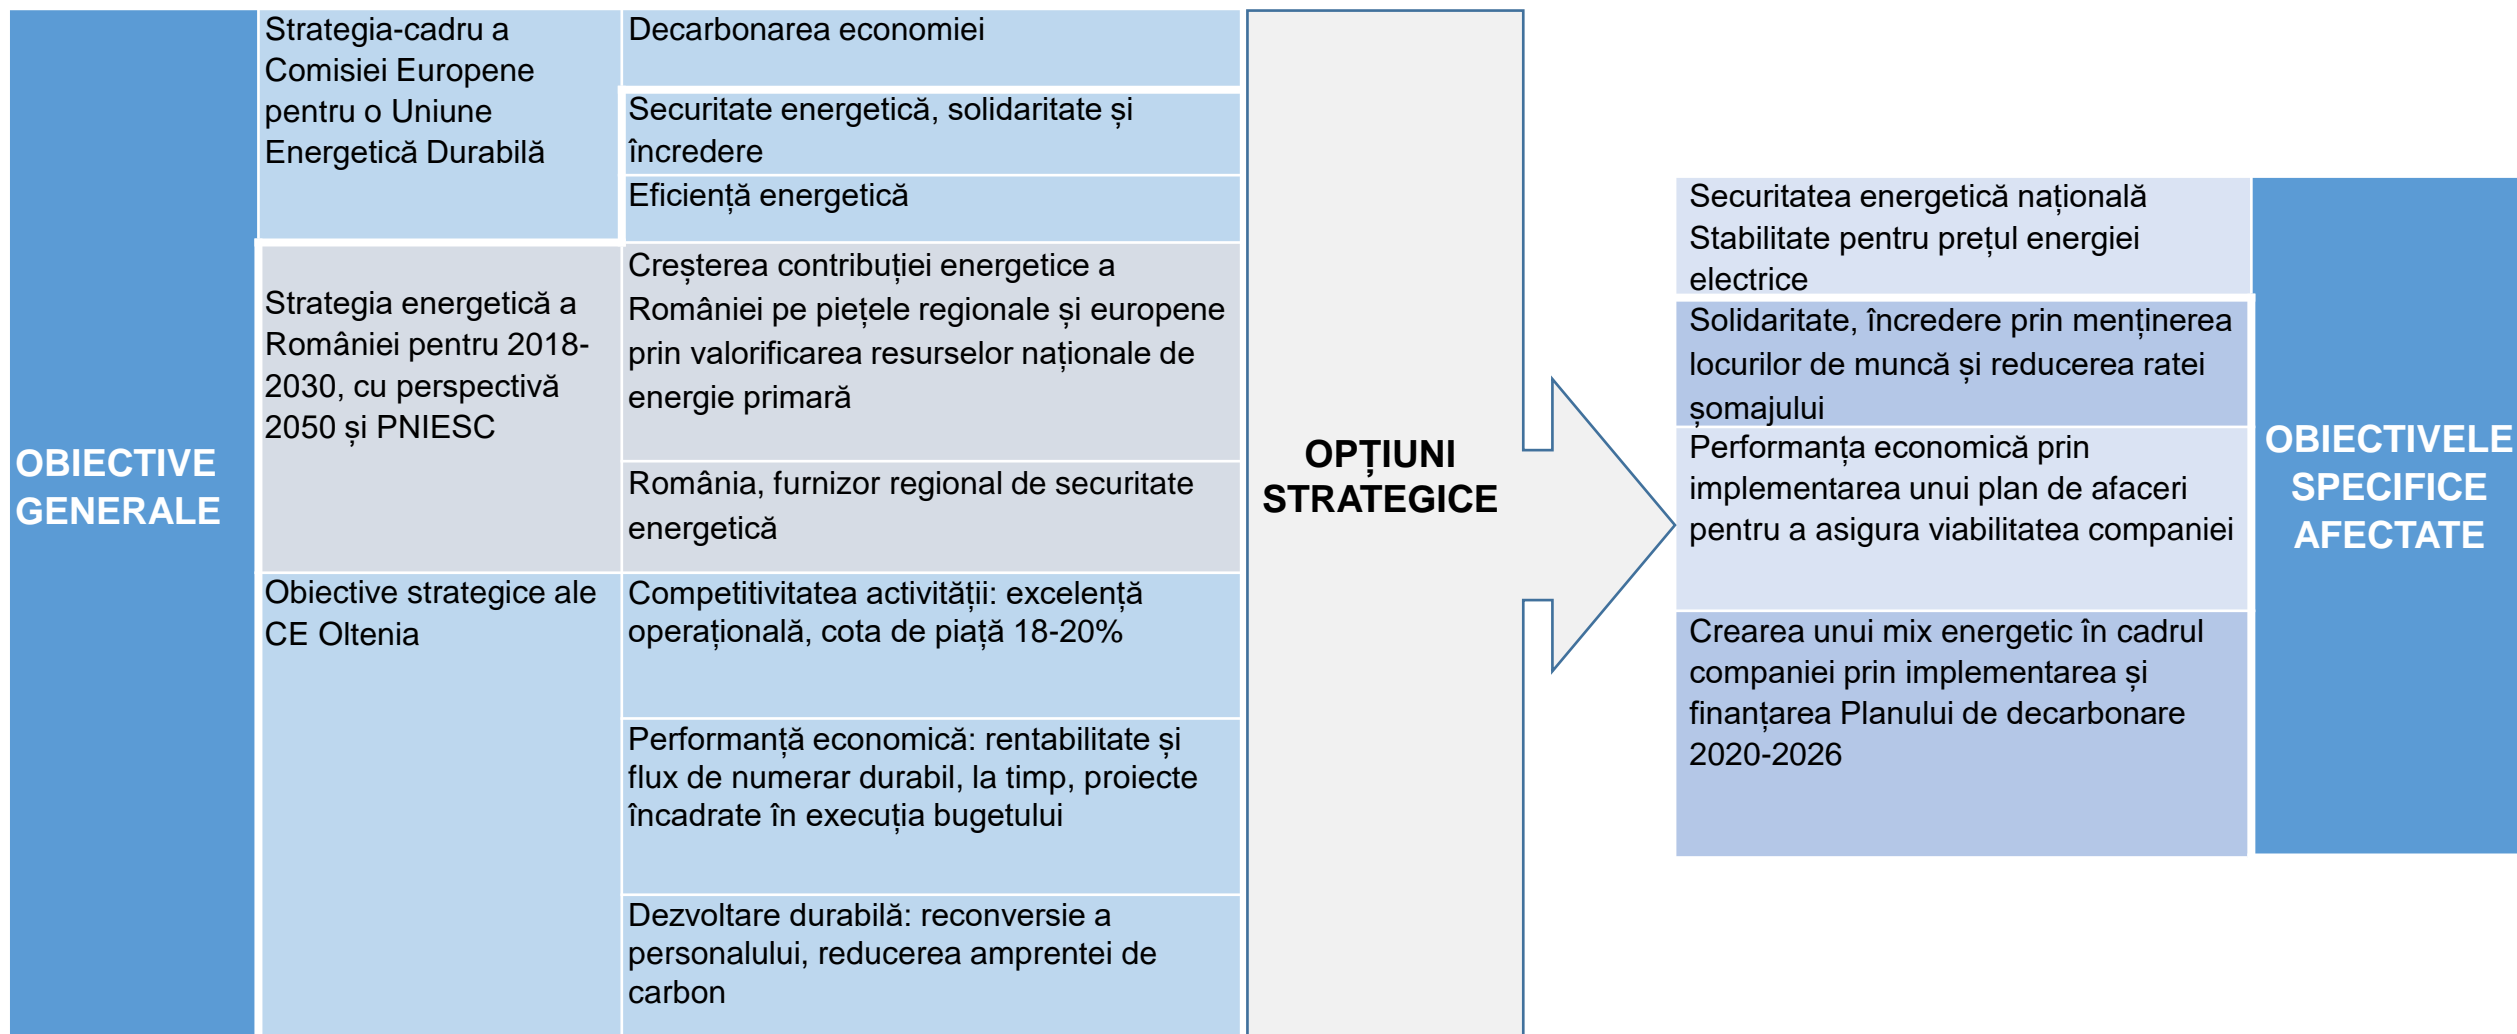 OBIECTIVE
GENERALE
Strategia-cadru a
Comisiei Europene
pentru o Uniune
Energetică Durabilă
Decarbonarea economiei
Securitate energetică, solidaritate și
încredere
Eficiență energetică
Strategia energetică a
României pentru 2018-
2030, cu perspectivă
2050 și PNIESC
Creșterea contribuției energetice a
României pe piețele regionale și europene
prin valorificarea resurselor naționale de
energie primară
România, furnizor regional de securitate
energetică
Obiective strategice ale
CE Oltenia
Competitivitatea activității: excelență
operațională, cota de piață 18-20%
Performanță economică: rentabilitate și
flux de numerar durabil, la timp, proiecte
încadrate în execuția bugetului
Dezvoltare durabilă: reconversie a
personalului, reducerea amprentei de
carbon
OPȚIUNI
STRATEGICE
Securitatea energetică națională
Stabilitate pentru prețul energiei
electrice
Solidaritate, încredere prin menținerea
locurilor de muncă și reducerea ratei
șomajului
Performanța economică prin
implementarea unui plan de afaceri
pentru a asigura viabilitatea companiei
Crearea unui mix energetic în cadrul
companiei prin implementarea și
finanțarea Planului de decarbonare
2020-2026
OBIECTIVELE
SPECIFICE
AFECTATE